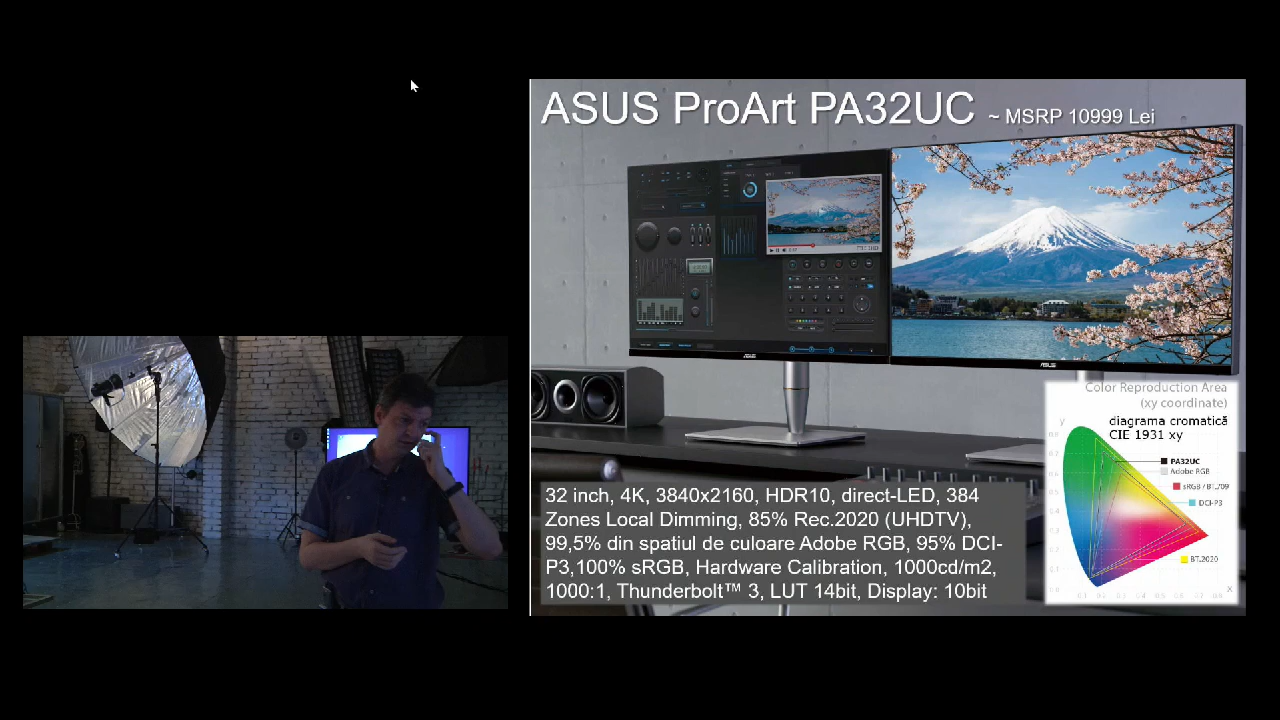 ASUS ProArt PA32UC ~ MSRP 10999 Lei
ASUS
ASUS
Color Reproduction Area
(xy coordinate)
diagrama cromatică
CIE 1931 xy
y
PA32UC
Adobe RGB
sRGB / BT.709
DCI-P3
BT.2020
x
32 inch, 4K, 3840x2160, HDR10, direct-LED, 384
Zones Local Dimming, 85% Rec.2020 (UHDTV),
99,5% din spatiul de culoare Adobe RGB, 95% DCI-
P3,100% sRGB, Hardware Calibration, 1000cd/m2,
1000:1, Thunderbolt™ 3, LUT 14bit, Display: 10bit